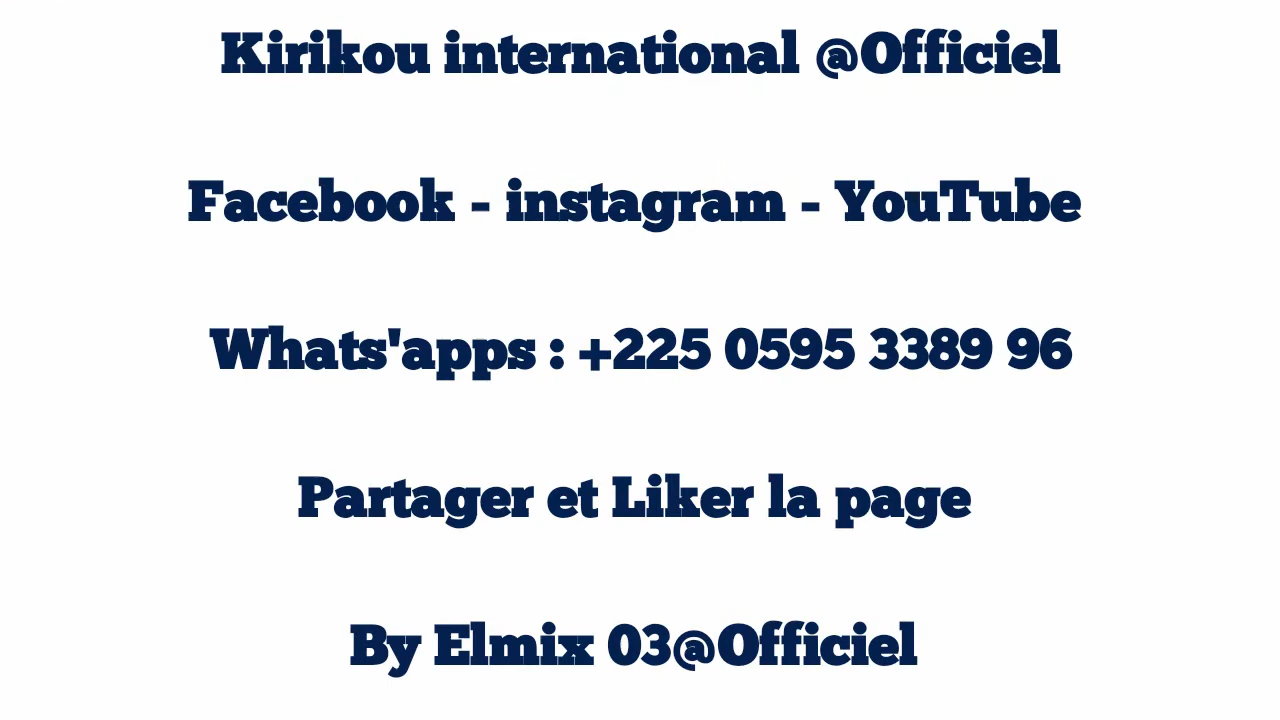 Kirikou international @Officiel
Facebook - instagram - YouTube
Whats'apps : +225 0595 3389 96
Partager et Liker la page
By Elmix 03@Officiel